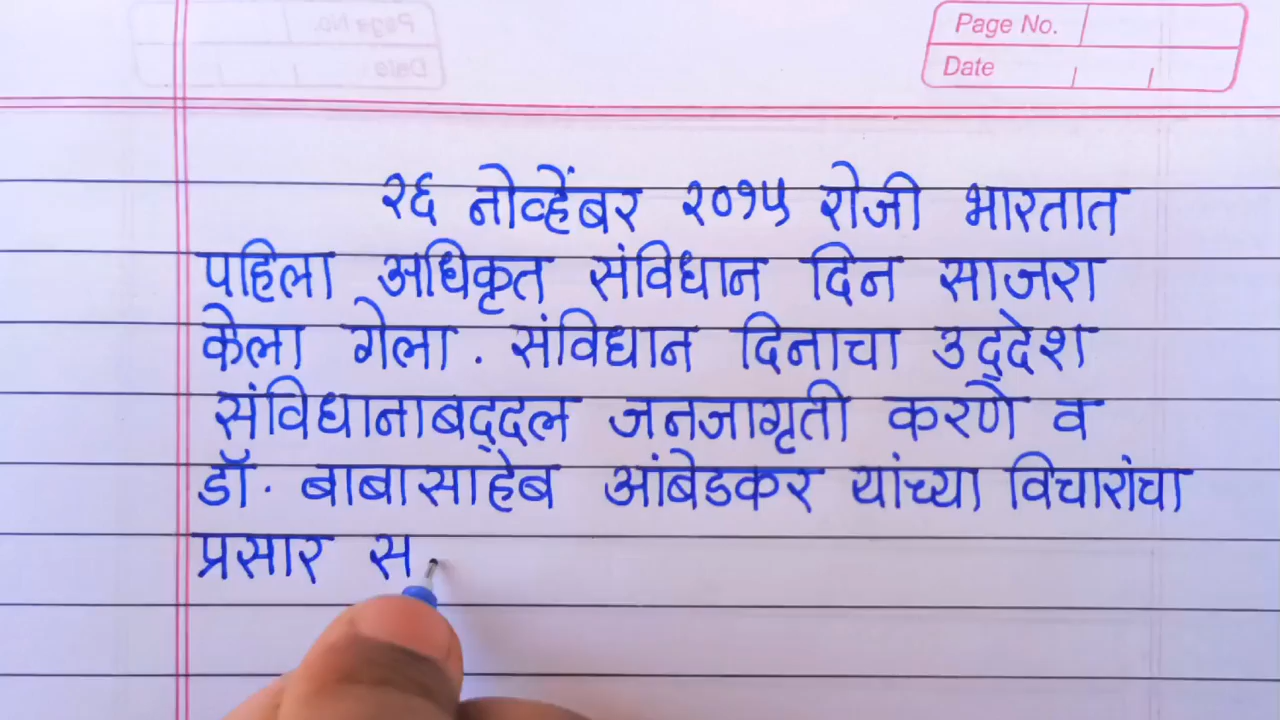 Page No.
Date
२६ नोव्हेंबर २०१५ रोजी भारतात
पहिला अधिकृत संविधान दिन साजरा
केला गेला. संविधान दिनाचा उद्देश
संविधानाबद्दल जनजागृती करणे व
डॉ. बाबासाहेब आंबेडकर यांच्या विचारांचा
प्रसार स